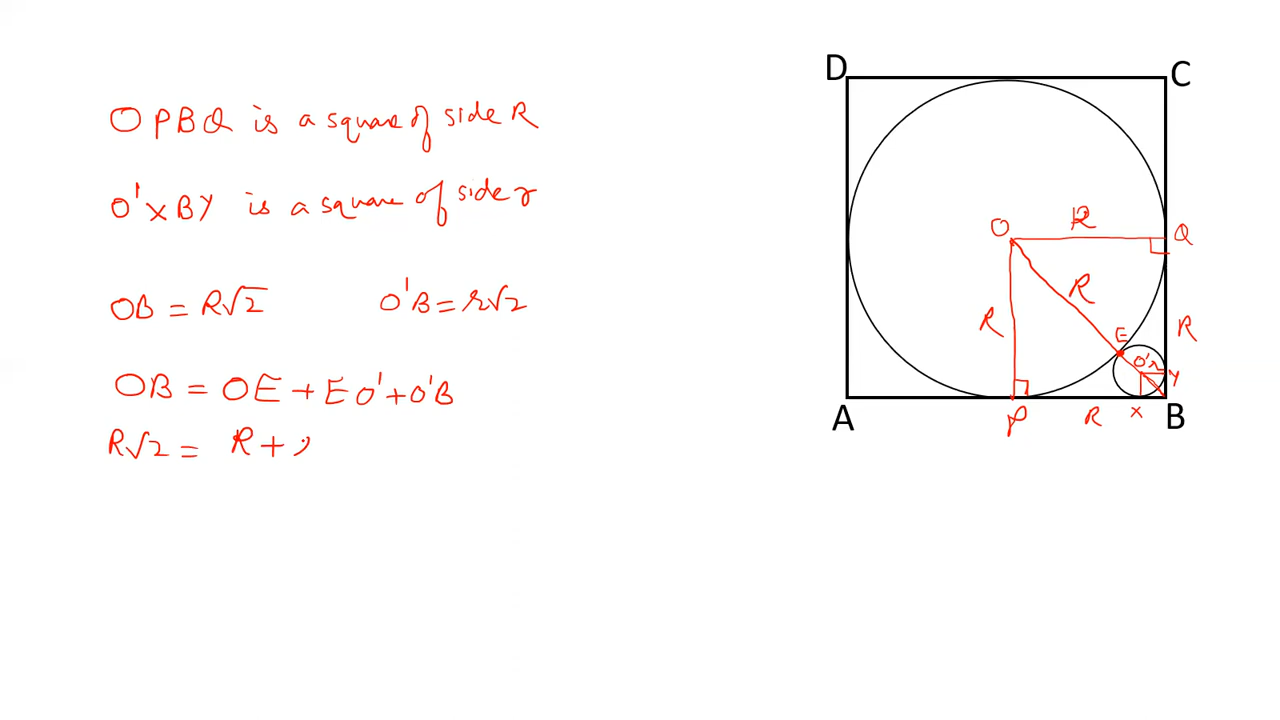 OPBQ is a square of side R
O'XBY is a square of side r
OB = R√2 O'B = r√2
OB = OE + EO' + O'B
R√2 = R +
D
C
O
R
Q
R
R
E
R
O'
r
Y
A
P
R
X
B